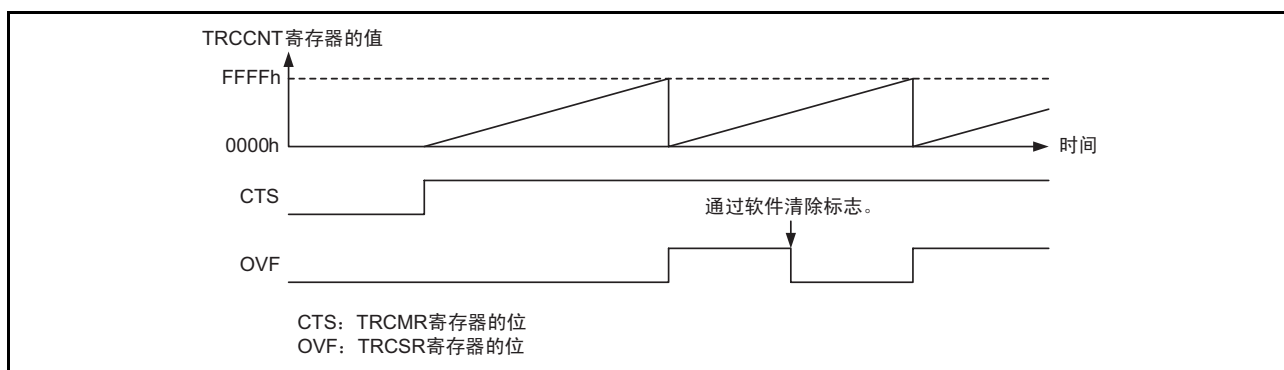 TRCCNT寄存器的值
FFFFh
0000h
时间
CTS
通过软件清除标志。
OVF
CTS：TRCMR寄存器的位
OVF：TRCSR寄存器的位